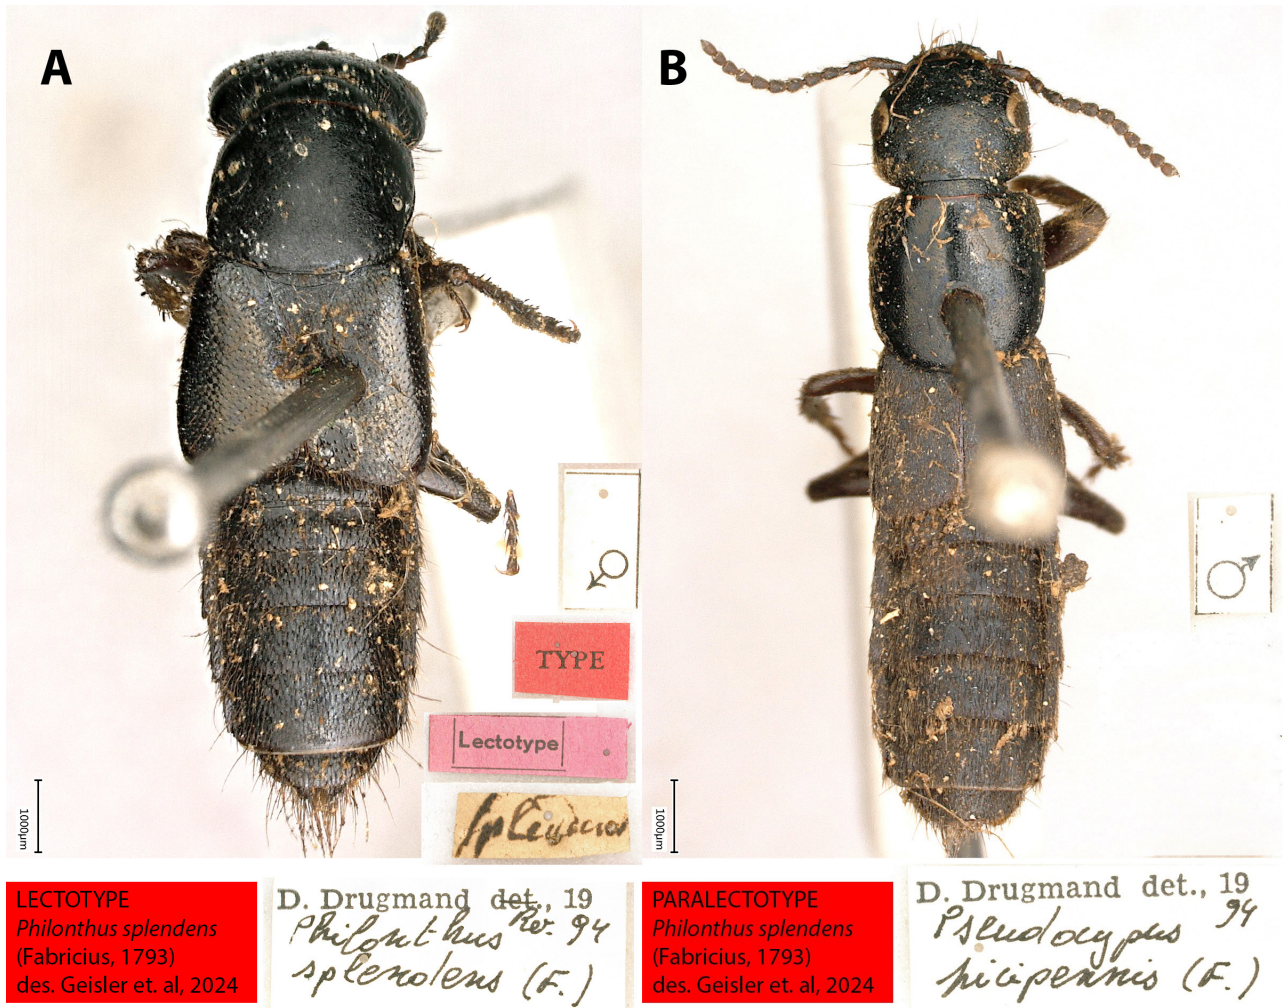 A
B
TYPE
Lectotype
splendens
1000µm
1000µm
LECTOTYPE
Philonthus splendens
(Fabricius, 1793)
des. Geisler et. al, 2024
D. Drugmand det., 19
Philonthus Rev. 94
splendens (F.)
PARALECTOTYPE
Philonthus splendens
(Fabricius, 1793)
des. Geisler et. al, 2024
D. Drugmand det., 19
Pseudocypus 94
picipennis (F.)